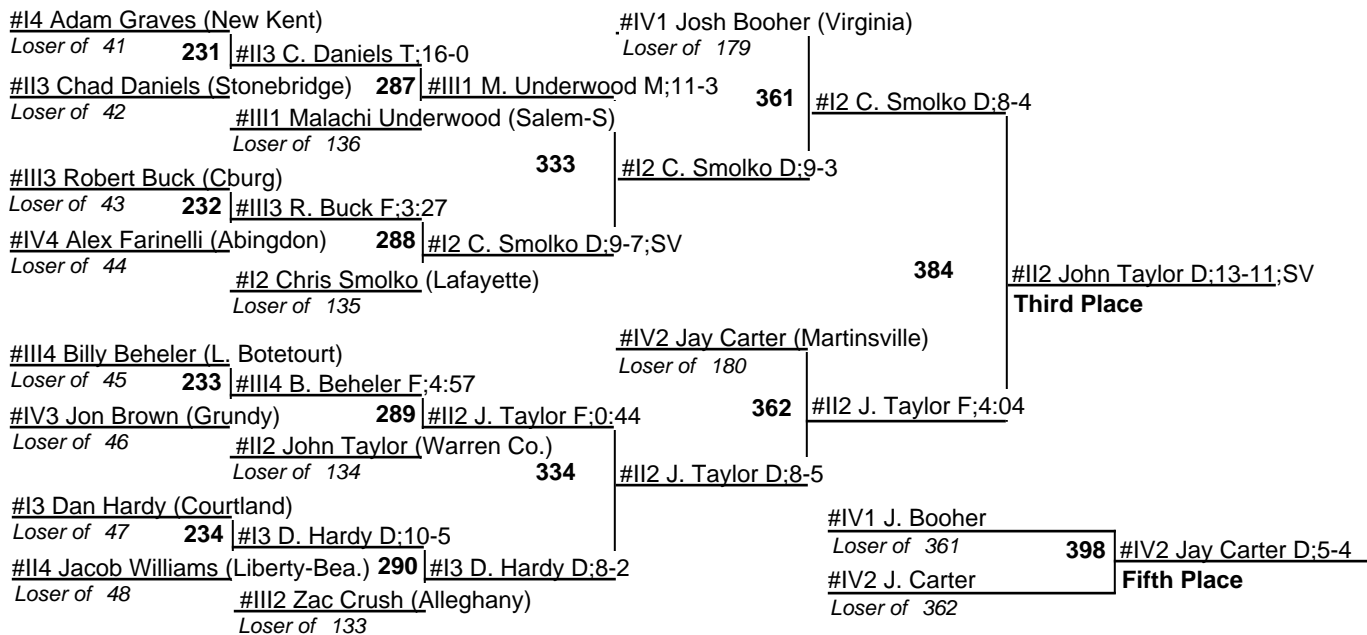 #I4 Adam Graves (New Kent)
Loser of 41
231
#II3 C. Daniels T;16-0
#II3 Chad Daniels (Stonebridge)
Loser of 42
287
#III1 M. Underwood M;11-3
#III1 Malachi Underwood (Salem-S)
Loser of 136
333
#I2 C. Smolko D;9-3
#III3 Robert Buck (Cburg)
Loser of 43
232
#III3 R. Buck F;3:27
#IV4 Alex Farinelli (Abingdon)
Loser of 44
288
#I2 C. Smolko D;9-7;SV
#I2 Chris Smolko (Lafayette)
Loser of 135
#III4 Billy Beheler (L. Botetourt)
Loser of 45
233
#III4 B. Beheler F;4:57
#IV3 Jon Brown (Grundy)
Loser of 46
289
#II2 J. Taylor F;0:44
#II2 John Taylor (Warren Co.)
Loser of 134
334
#II2 J. Taylor D;8-5
#I3 Dan Hardy (Courtland)
Loser of 47
234
#I3 D. Hardy D;10-5
#II4 Jacob Williams (Liberty-Bea.)
Loser of 48
290
#I3 D. Hardy D;8-2
#III2 Zac Crush (Alleghany)
Loser of 133
#IV1 Josh Booher (Virginia)
Loser of 179
361
#I2 C. Smolko D;8-4
384
#II2 John Taylor D;13-11;SV
Third Place
#IV2 Jay Carter (Martinsville)
Loser of 180
362
#II2 J. Taylor F;4:04
#IV1 J. Booher
Loser of 361
398
#IV2 Jay Carter D;5-4
Fifth Place
#IV2 J. Carter
Loser of 362